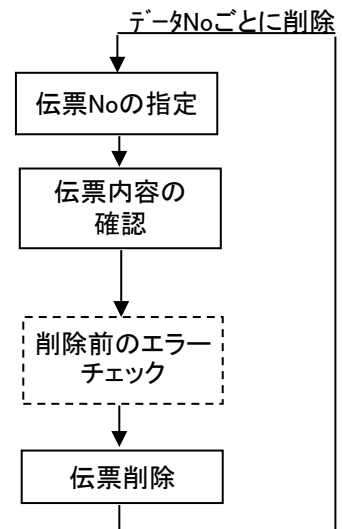 ﾃﾞｰﾀNoごとに削除
伝票Noの指定
伝票内容の
確認
削除前のエラー
チェック
伝票削除